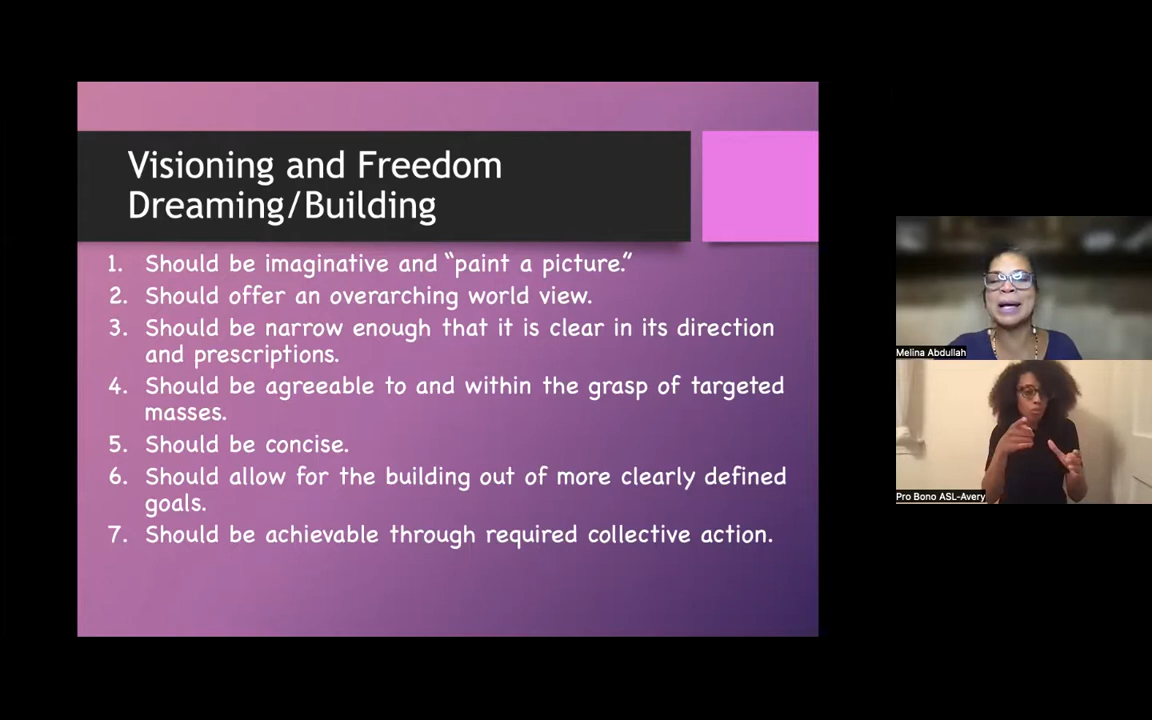 Visioning and Freedom
Dreaming/Building
1. Should be imaginative and “paint a picture.”
2. Should offer an overarching world view.
3. Should be narrow enough that it is clear in its direction
and prescriptions.
4. Should be agreeable to and within the grasp of targeted
masses.
5. Should be concise.
6. Should allow for the building out of more clearly defined
goals.
7. Should be achievable through required collective action.
Melina Abdullah
Pro Bono ASL-Avery